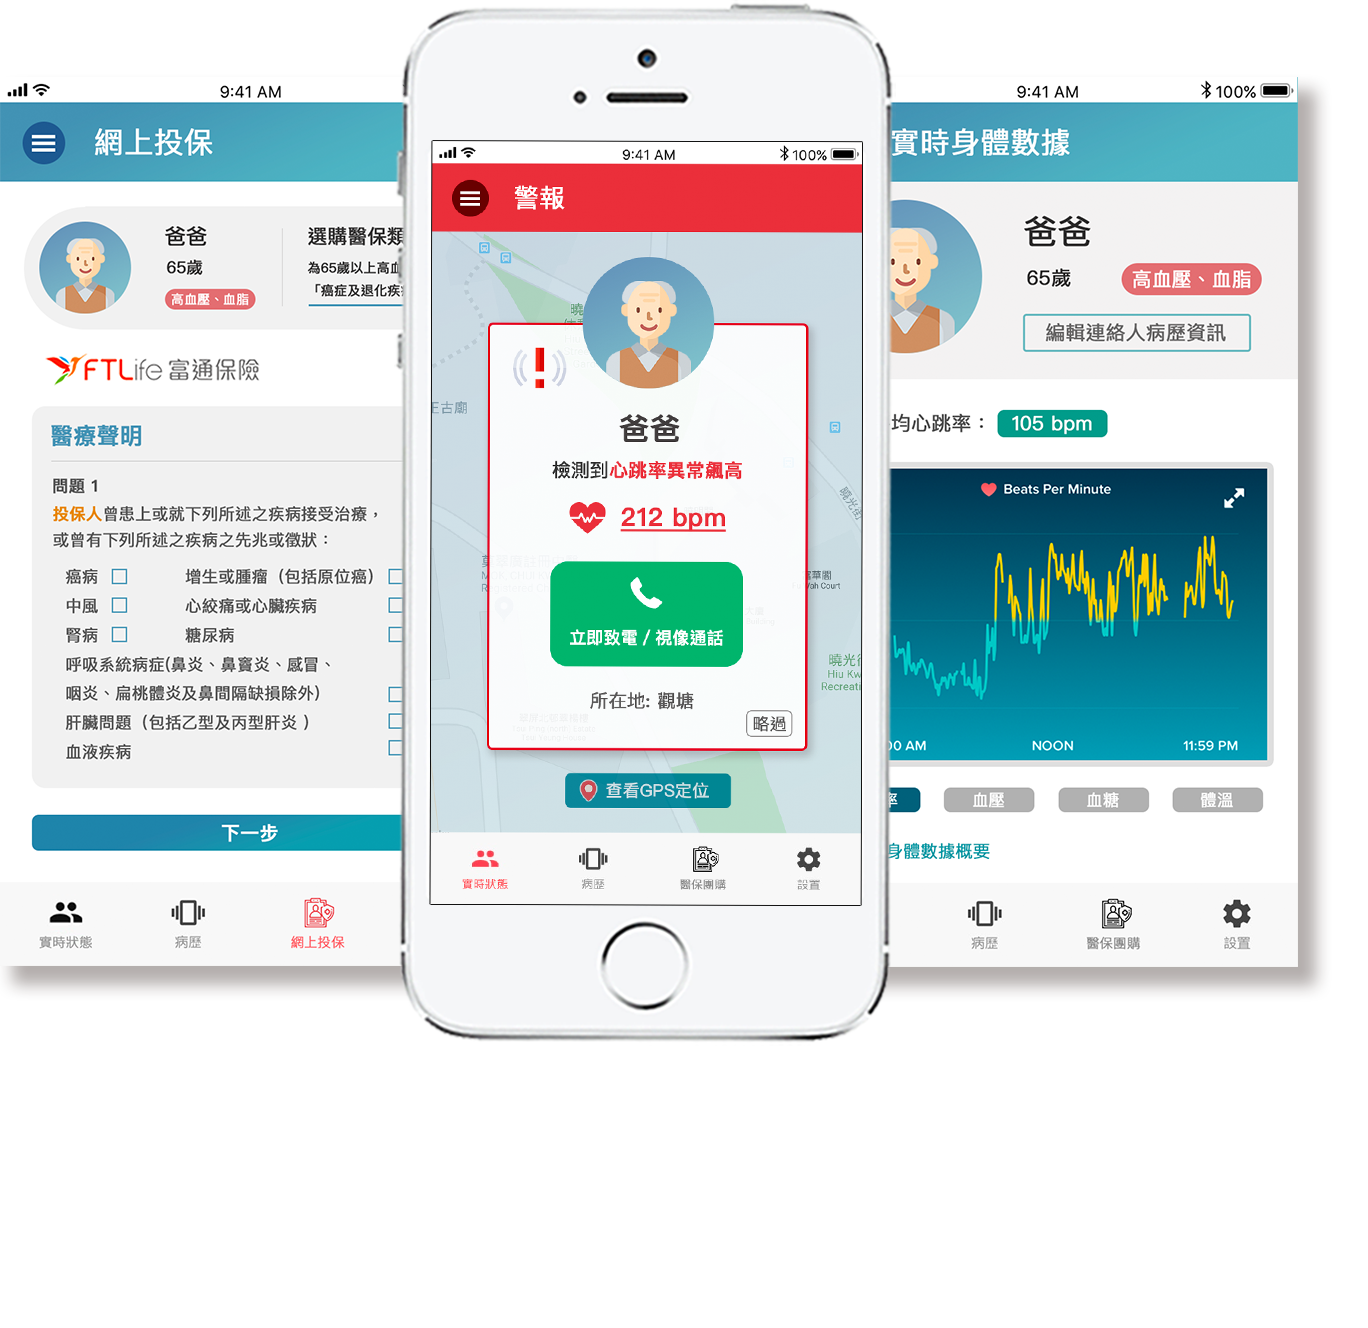 9:41 AM
網上投保
爸爸
65歲
高血壓、血脂
選購醫保類
為65歲以上高血
「癌症及退化疾
FTLife 富通保險
醫療聲明
問題 1
投保人曾患上或就下列所述之疾病接受治療，
或曾有下列所述之疾病之先兆或徵狀：
癌病
增生或腫瘤（包括原位癌）
中風
心絞痛或心臟疾病
腎病
糖尿病
呼吸系統病症(鼻炎、鼻竇炎、感冒、
咽炎、扁桃體炎及鼻間隔缺損除外）
肝臟問題（包括乙型及丙型肝炎 ）
血液疾病
下一步
實時狀態
病歷
網上投保
9:41 AM
100%
警報
爸爸
檢測到心跳率異常飆高
212 bpm
立即致電 / 視像通話
所在地: 觀塘
略過
查看GPS定位
王古廟
曉光街
Hiu Kw
Recreati
實時狀態
病歷
醫保團購
設置
9:41 AM
100%
實時身體數據
爸爸
65歲
高血壓、血脂
編輯連絡人病歷資訊
均心跳率：
105 bpm
Beats Per Minute
00 AM
NOON
11:59 PM
率
血壓
血糖
體溫
身體數據概要
病歷
醫保團購
設置